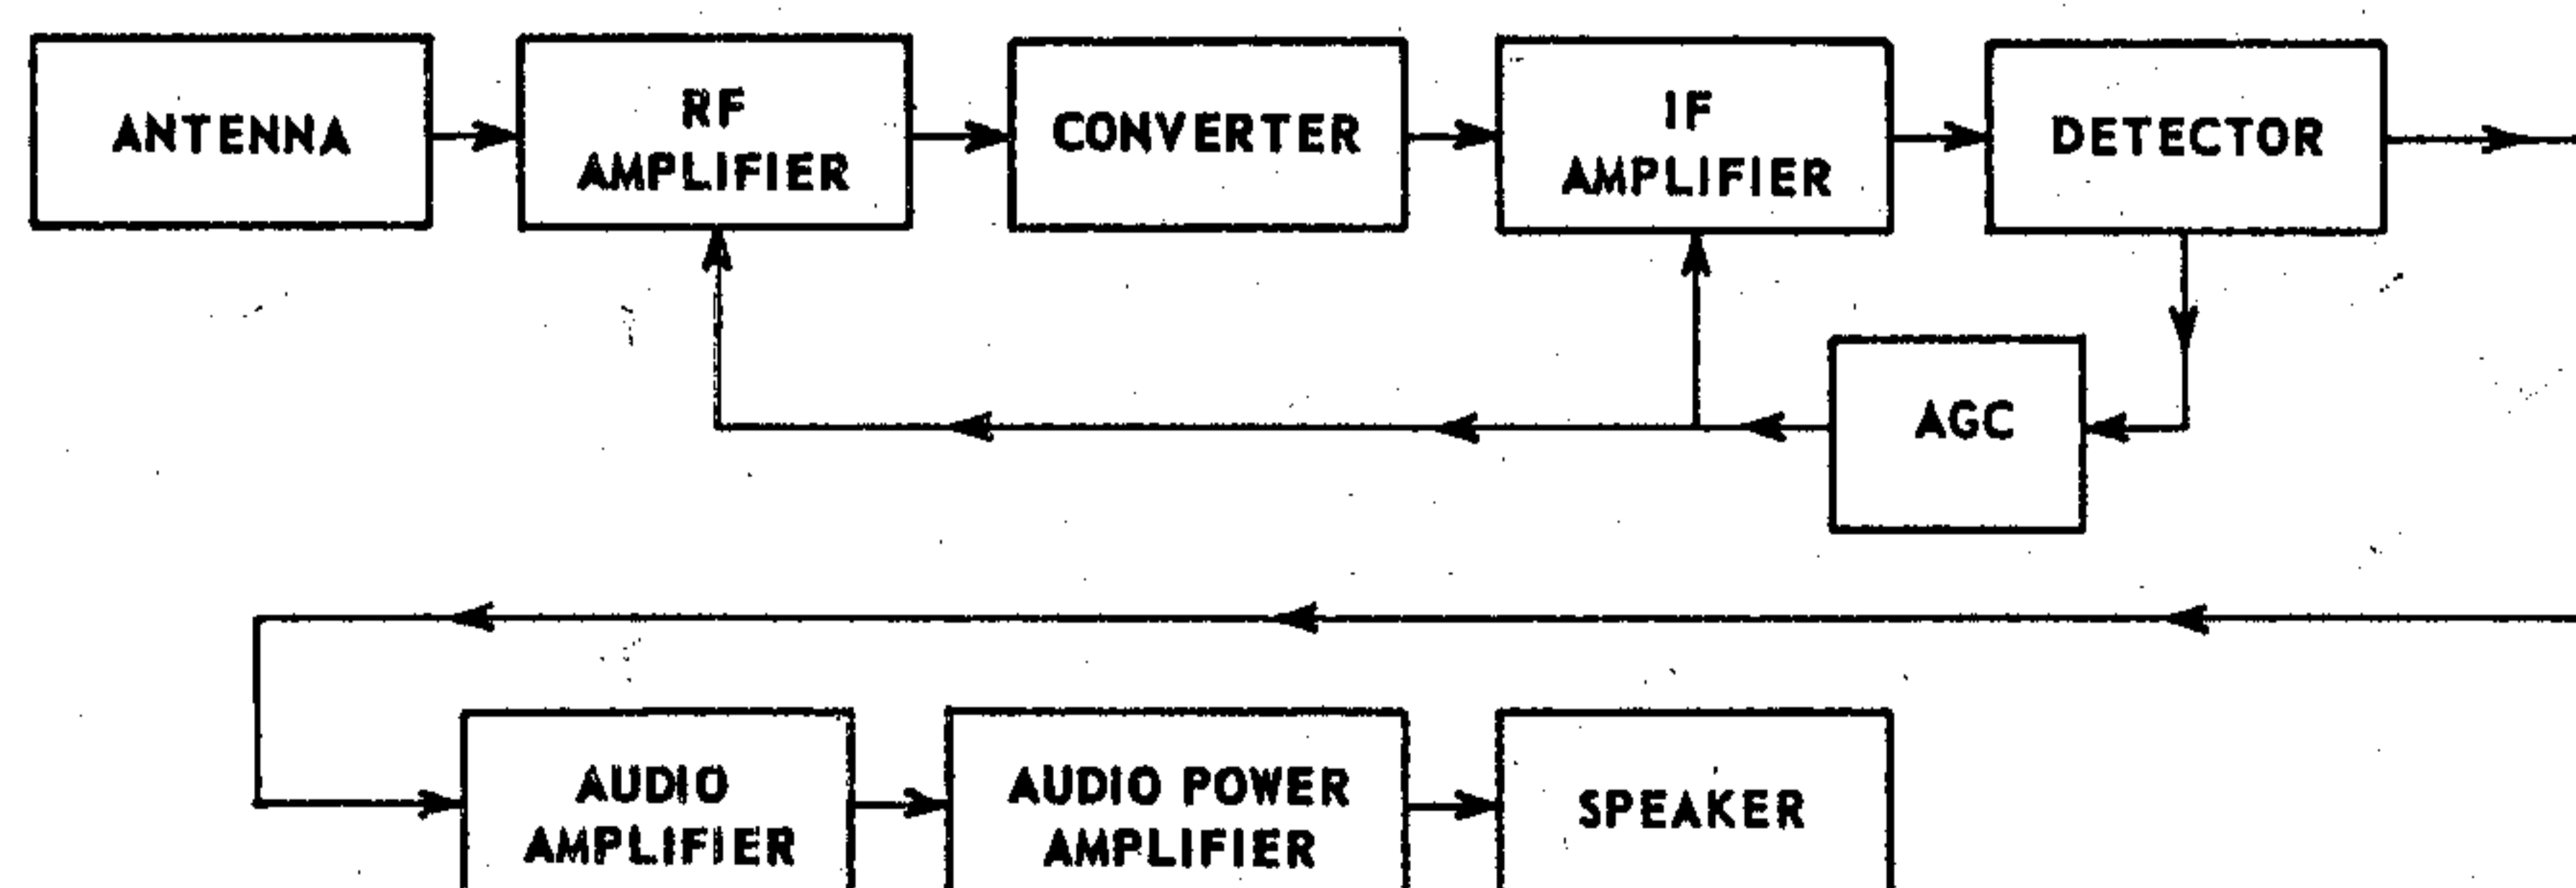 ANTENNA
RF
AMPLIFIER
CONVERTER
IF
AMPLIFIER
DETECTOR
AGC
AUDIO
AMPLIFIER
AUDIO POWER
AMPLIFIER
SPEAKER